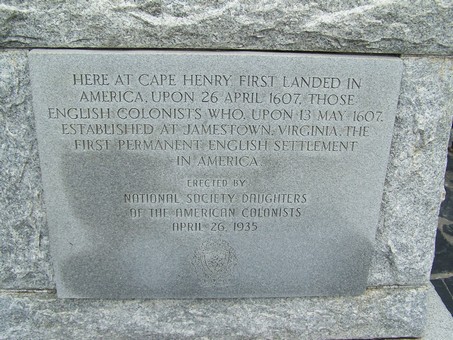 HERE AT CAPE HENRY FIRST LANDED IN
AMERICA, UPON 26 APRIL 1607, THOSE
ENGLISH COLONISTS WHO, UPON 13 MAY 1607,
ESTABLISHED AT JAMESTOWN, VIRGINIA, THE
FIRST PERMANENT ENGLISH SETTLEMENT
IN AMERICA
ERECTED BY
NATIONAL SOCIETY DAUGHTERS
OF THE AMERICAN COLONISTS
APRIL 26, 1935